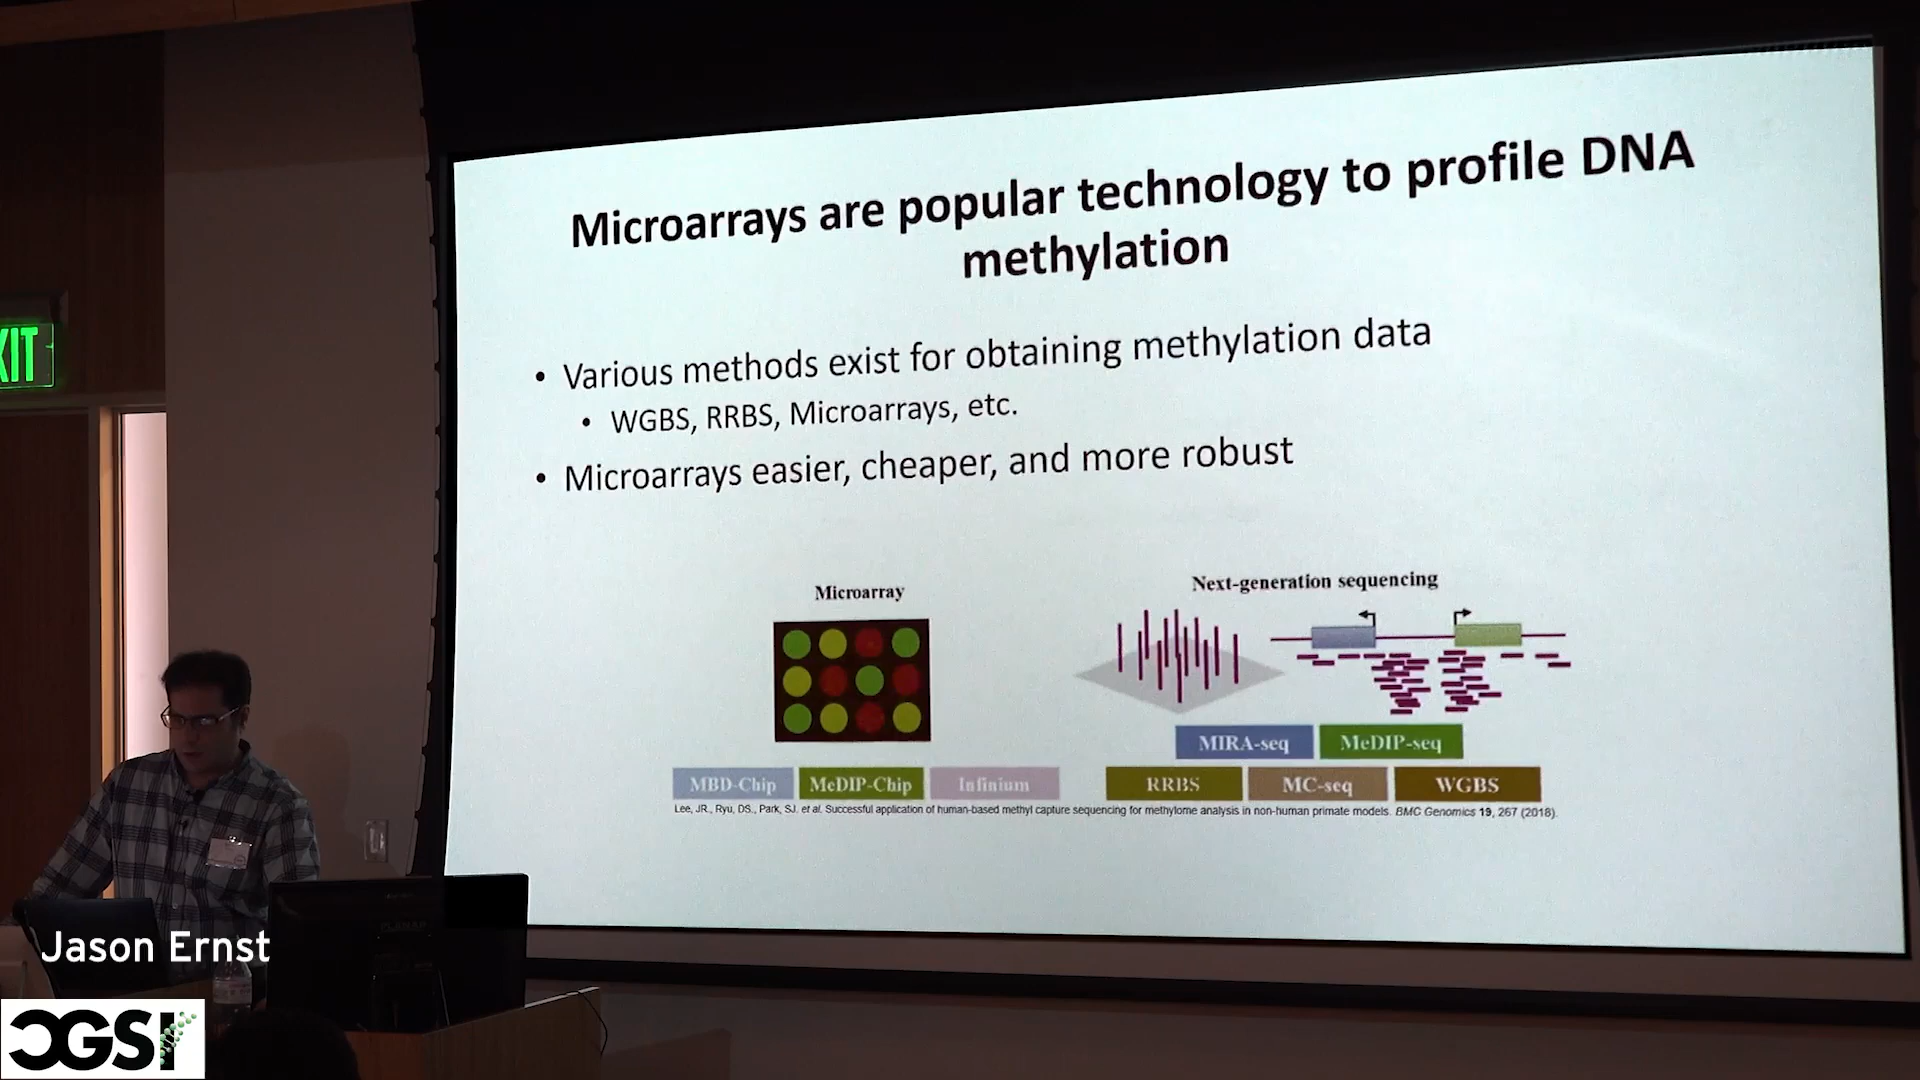 Microarrays are popular technology to profile DNA
methylation
• Various methods exist for obtaining methylation data
• WGBS, RRBS, Microarrays, etc.
• Microarrays easier, cheaper, and more robust
Microarray
Next-generation sequencing
MIRA-seq
MeDIP-seq
MBD-Chip
MeDIP-Chip
Infinium
RRBS
MC-seq
WGBS
Lee, JR., Ryu, DS., Park, SJ. et al. Successful application of human-based methyl capture sequencing for methylome analysis in non-human primate models. BMC Genomics 19, 267 (2018).
XIT
Jason Ernst
CGSI